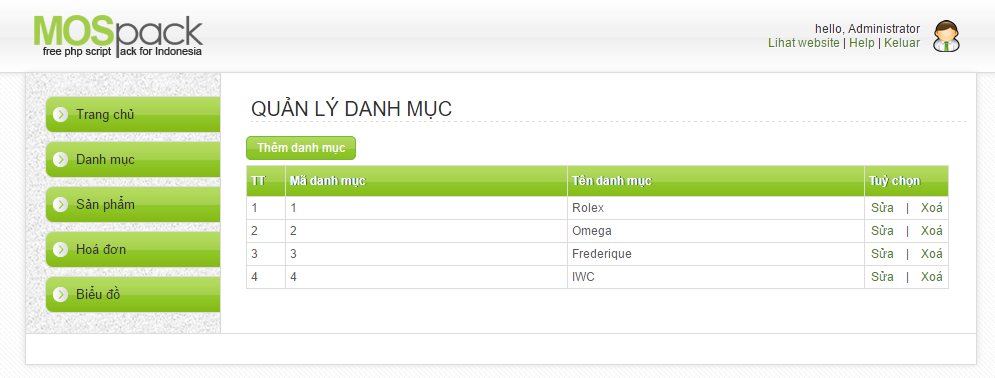 MOSpack
free php script pack for Indonesia
hello, Administrator
Lihat website | Help | Keluar
Trang chủ
Danh mục
Sản phẩm
Hoá đơn
Biểu đồ
QUẢN LÝ DANH MỤC
Thêm danh mục
TT Mã danh mục Tên danh mục Tuỳ chọn
1 1 Rolex Sửa | Xoá
2 2 Omega Sửa | Xoá
3 3 Frederique Sửa | Xoá
4 4 IWC Sửa | Xoá